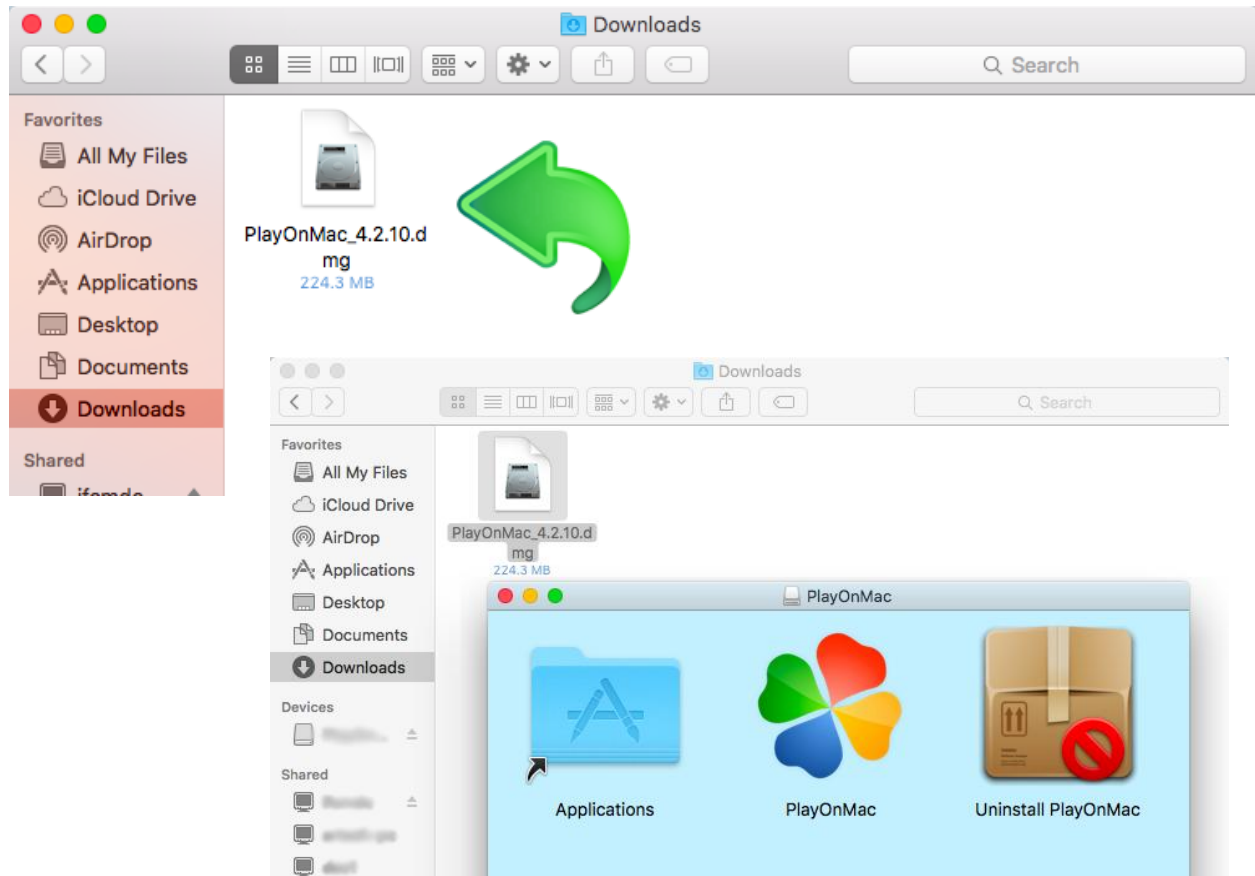 Downloads
Search
Favorites
All My Files
iCloud Drive
AirDrop
Applications
Desktop
Documents
Downloads
Shared
PlayOnMac_4.2.10.d
mg
224.3 MB
Downloads
Search
Favorites
All My Files
iCloud Drive
AirDrop
Applications
Desktop
Documents
Downloads
Devices
Shared
PlayOnMac_4.2.10.d
mg
224.3 MB
PlayOnMac
Applications
PlayOnMac
Uninstall PlayOnMac